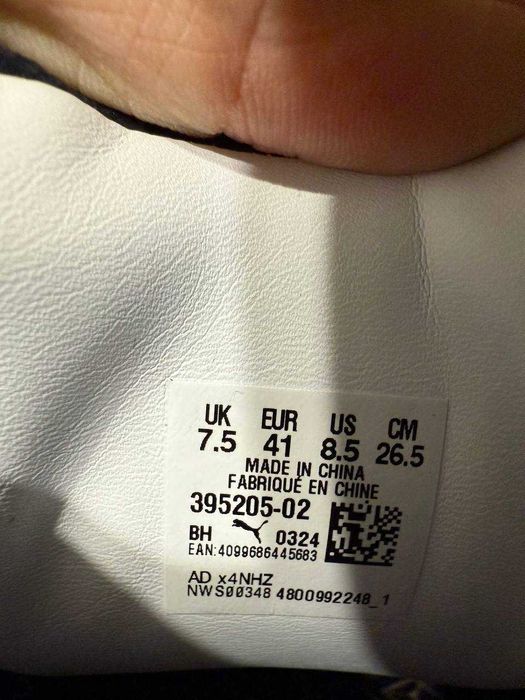 UK EUR US CM
7.5 41 8.5 26.5
MADE IN CHINA
FABRIQUÉ EN CHINE
395205-02
BH 0324
EAN:4099686445683
AD x4NHZ
NWS00348 4800992248_1